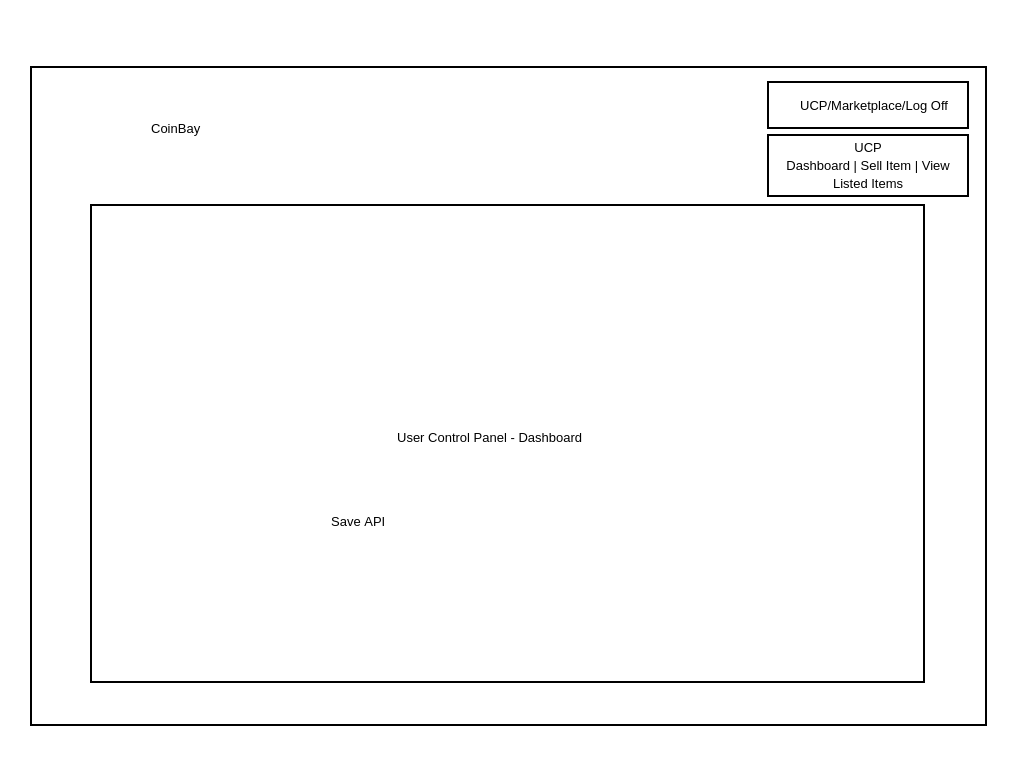 UCP/Marketplace/Log Off
CoinBay
UCP
Dashboard | Sell Item | View
Listed Items
User Control Panel - Dashboard
Save API